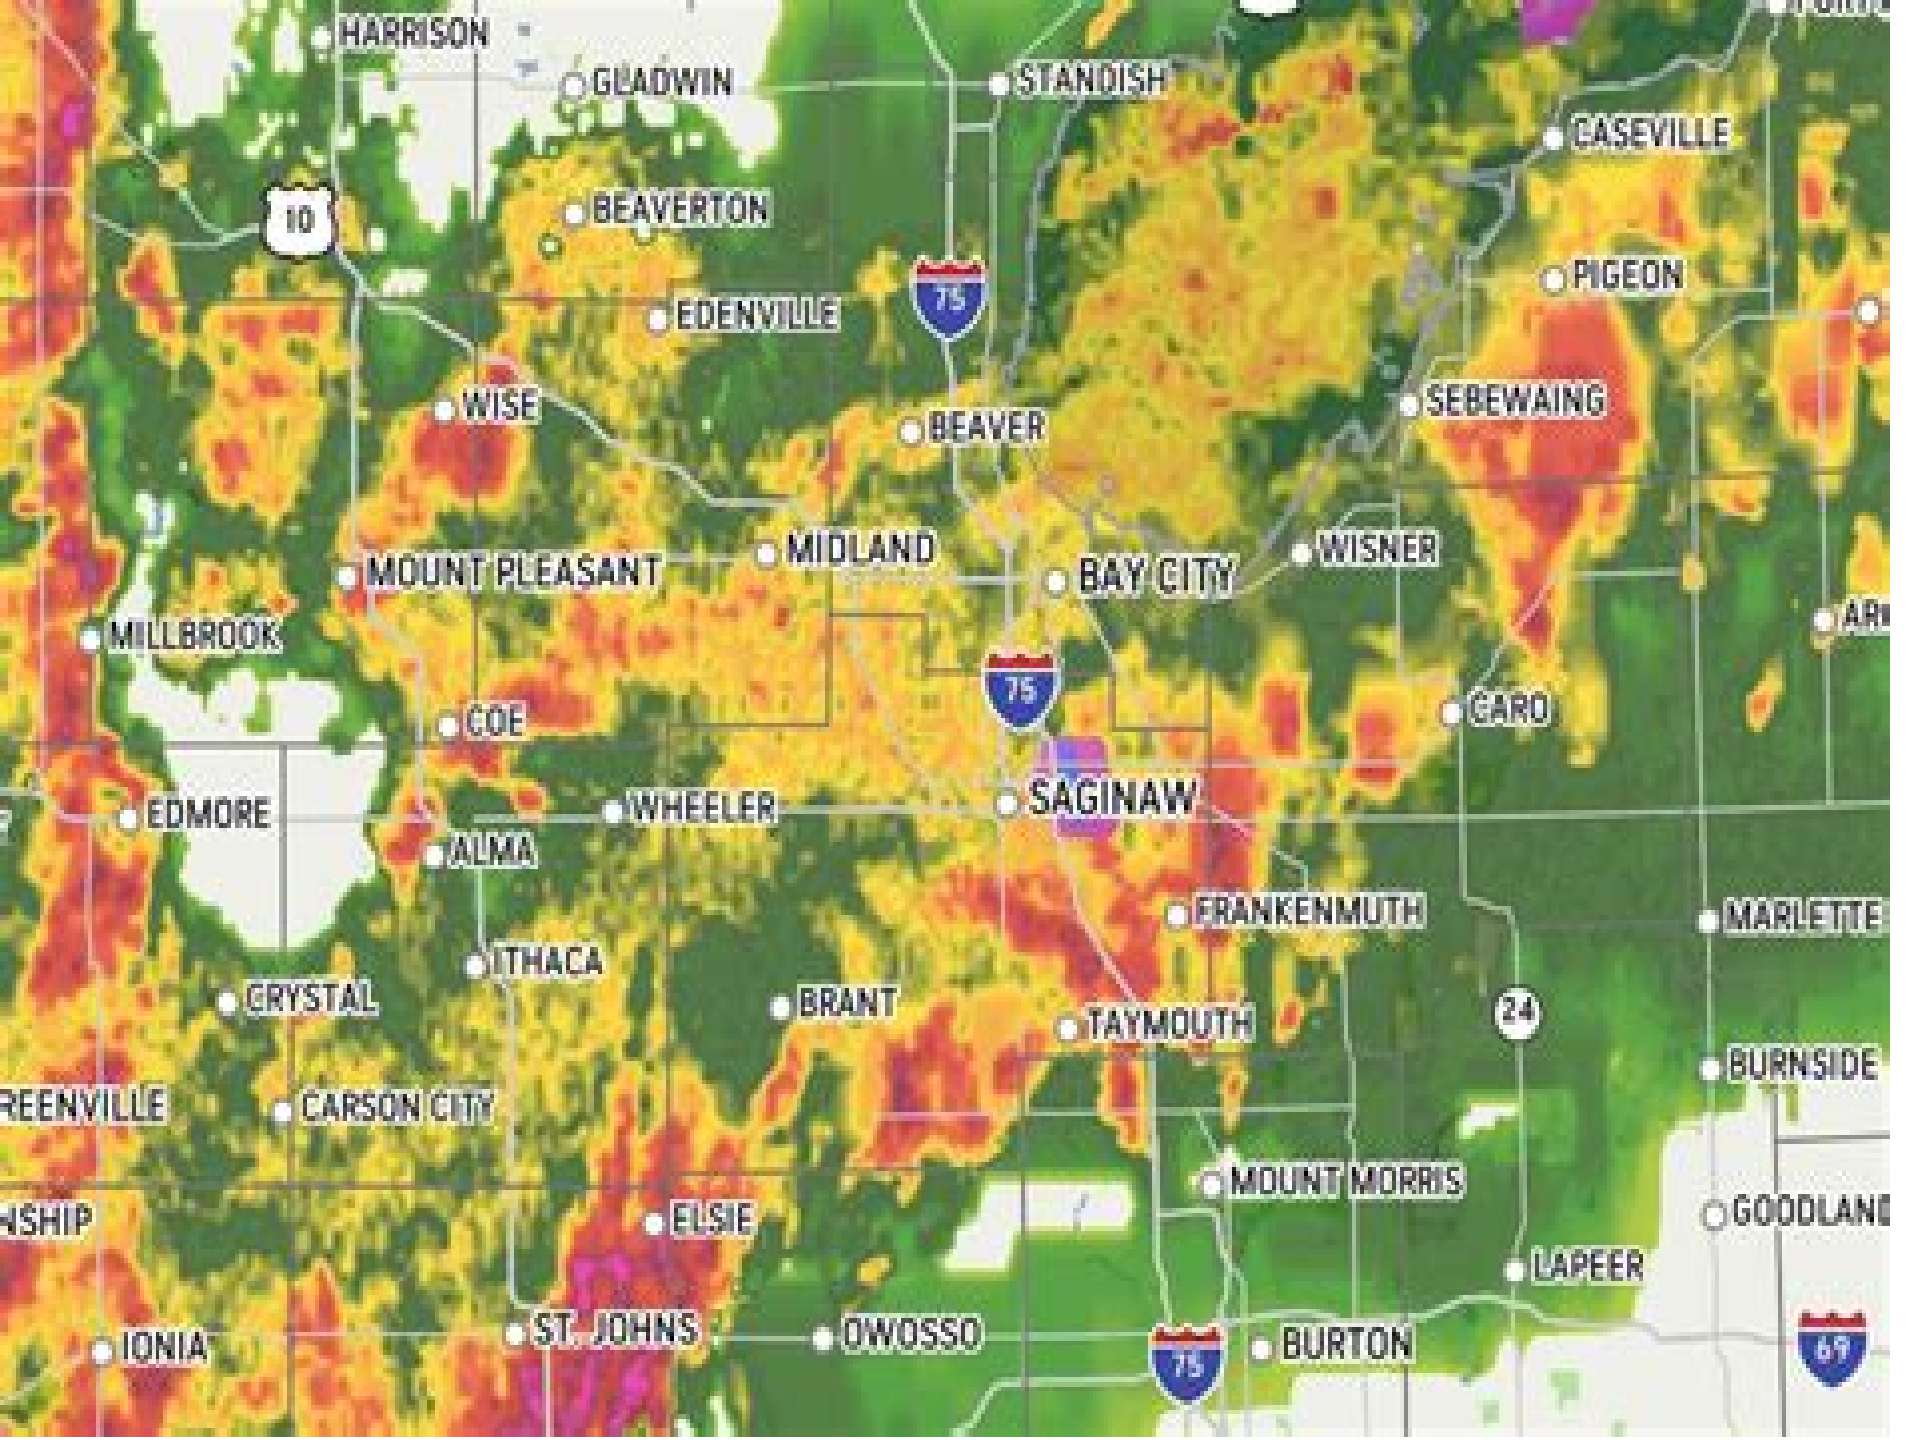 HARRISON
GLADWIN
STANDISH
CASEVILLE
10
BEAVERTON
PIGEON
75
EDENVILLE
WISE
SEBEWAING
BEAVER
MIDLAND
WISNER
MOUNT PLEASANT
BAY CITY
MILLBROOK
AR
75
COE
CARO
SAGINAW
WHEELER
EDMORE
ALMA
FRANKENMUTH
MARLETTE
ITHACA
CRYSTAL
BRANT
24
TAYMOUTH
BURNSIDE
REENVILLE
CARSON CITY
MOUNT MORRIS
NSHIP
ELSIE
GOODLAND
LAPEER
ST. JOHNS
OWOSSO
IONIA
75
BURTON
69